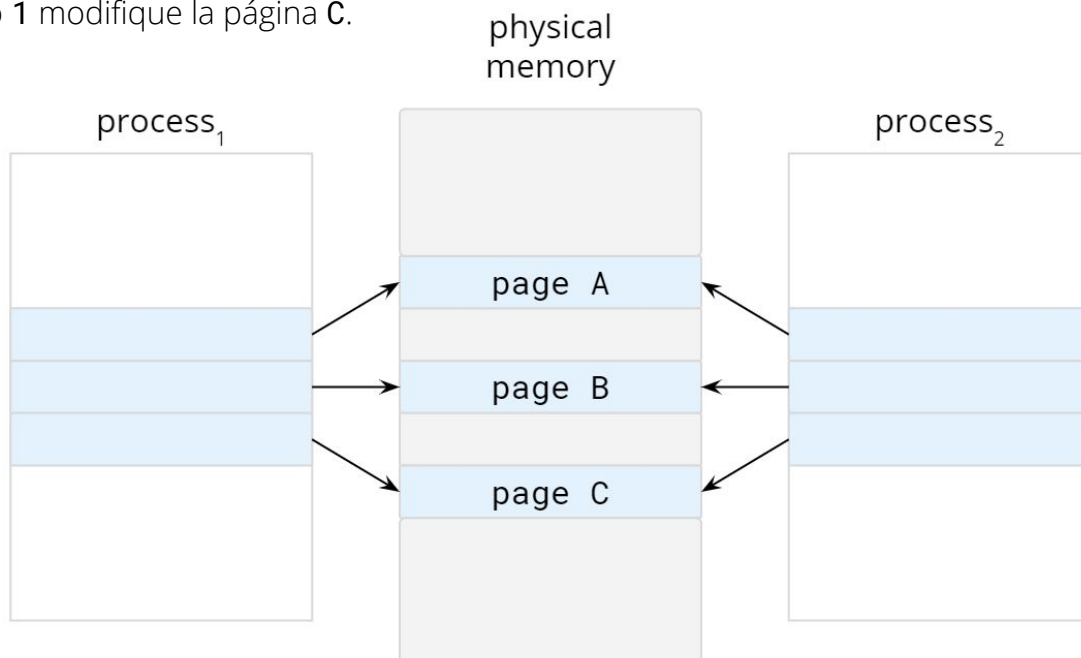 o 1 modifique la página C.
physical
memory
process1
process2
page A
page B
page C